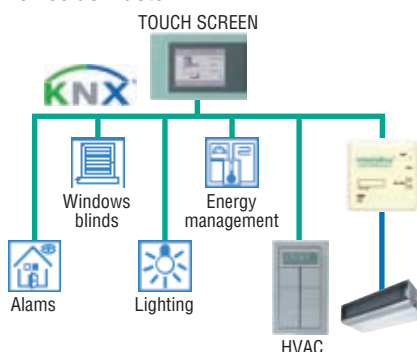 TOUCH SCREEN
KNX
Windows
blinds
Energy
management
Alams
Lighting
HVAC